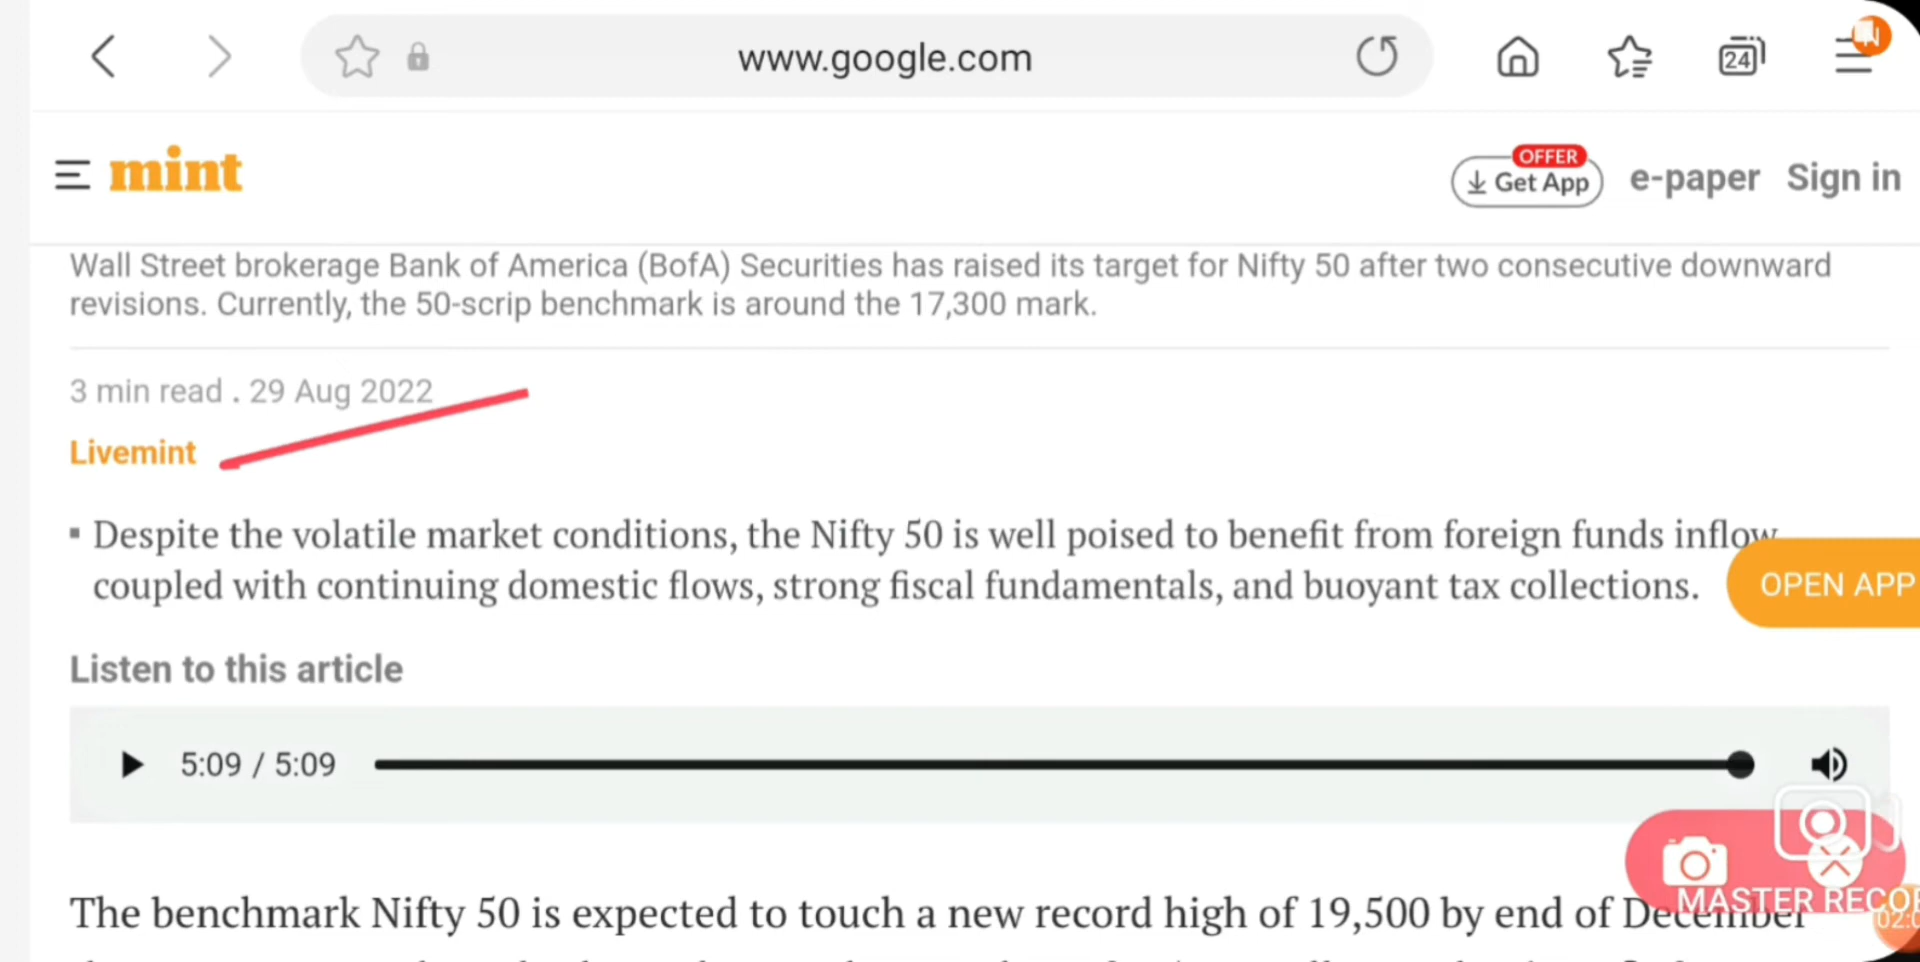 www.google.com
24
mint
OFFER
Get App
e-paper
Sign in
Wall Street brokerage Bank of America (BofA) Securities has raised its target for Nifty 50 after two consecutive downward
revisions. Currently, the 50-scrip benchmark is around the 17,300 mark.
3 min read . 29 Aug 2022
Livemint
▪ Despite the volatile market conditions, the Nifty 50 is well poised to benefit from foreign funds inflow
coupled with continuing domestic flows, strong fiscal fundamentals, and buoyant tax collections.
OPEN APP
Listen to this article
5:09 / 5:09
The benchmark Nifty 50 is expected to touch a new record high of 19,500 by end of December
MASTER